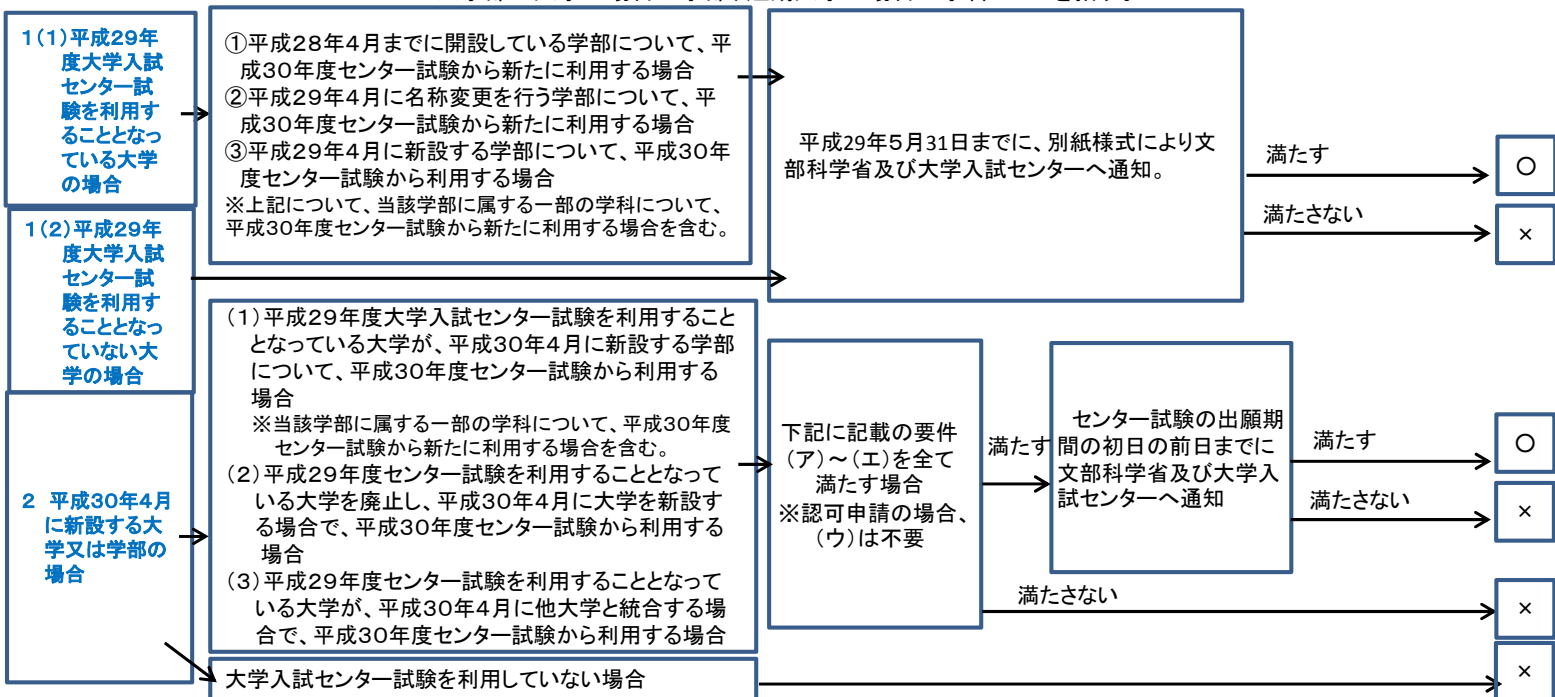 1(1)平成29年
度大学入試
センター試
験を利用す
ることとなっ
ている大学
の場合
①平成28年4月までに開設している学部について、平
成30年度センター試験から新たに利用する場合
②平成29年4月に名称変更を行う学部について、平
成30年度センター試験から新たに利用する場合
③平成29年4月に新設する学部について、平成30年
度センター試験から利用する場合
※上記について、当該学部に属する一部の学科について、
平成30年度センター試験から新たに利用する場合を含む。
平成29年5月31日までに、別紙様式により文
部科学省及び大学入試センターへ通知。
満たす
○
満たさない
×
1(2)平成29年
度大学入試
センター試
験を利用す
ることとなっ
ていない大
学の場合
2 平成30年4月
に新設する大
学又は学部の
場合
(1)平成29年度大学入試センター試験を利用すること
となっている大学が、平成30年4月に新設する学部
について、平成30年度センター試験から利用する
場合
※当該学部に属する一部の学科について、平成30年度
センター試験から新たに利用する場合を含む。
(2)平成29年度センター試験を利用することとなって
いる大学を廃止し、平成30年4月に大学を新設す
る場合で、平成30年度センター試験から利用する
場合
(3)平成29年度センター試験を利用することとなって
いる大学が、平成30年4月に他大学と統合する場
合で、平成30年度センター試験から利用する場合
下記に記載の要件
(ア)～(エ)を全て
満たす場合
※認可申請の場合、
(ウ)は不要
満たす
センター試験の出願期
間の初日の前日までに
文部科学省及び大学入
試センターへ通知
満たす
○
満たさない
×
満たさない
×
大学入試センター試験を利用していない場合
×